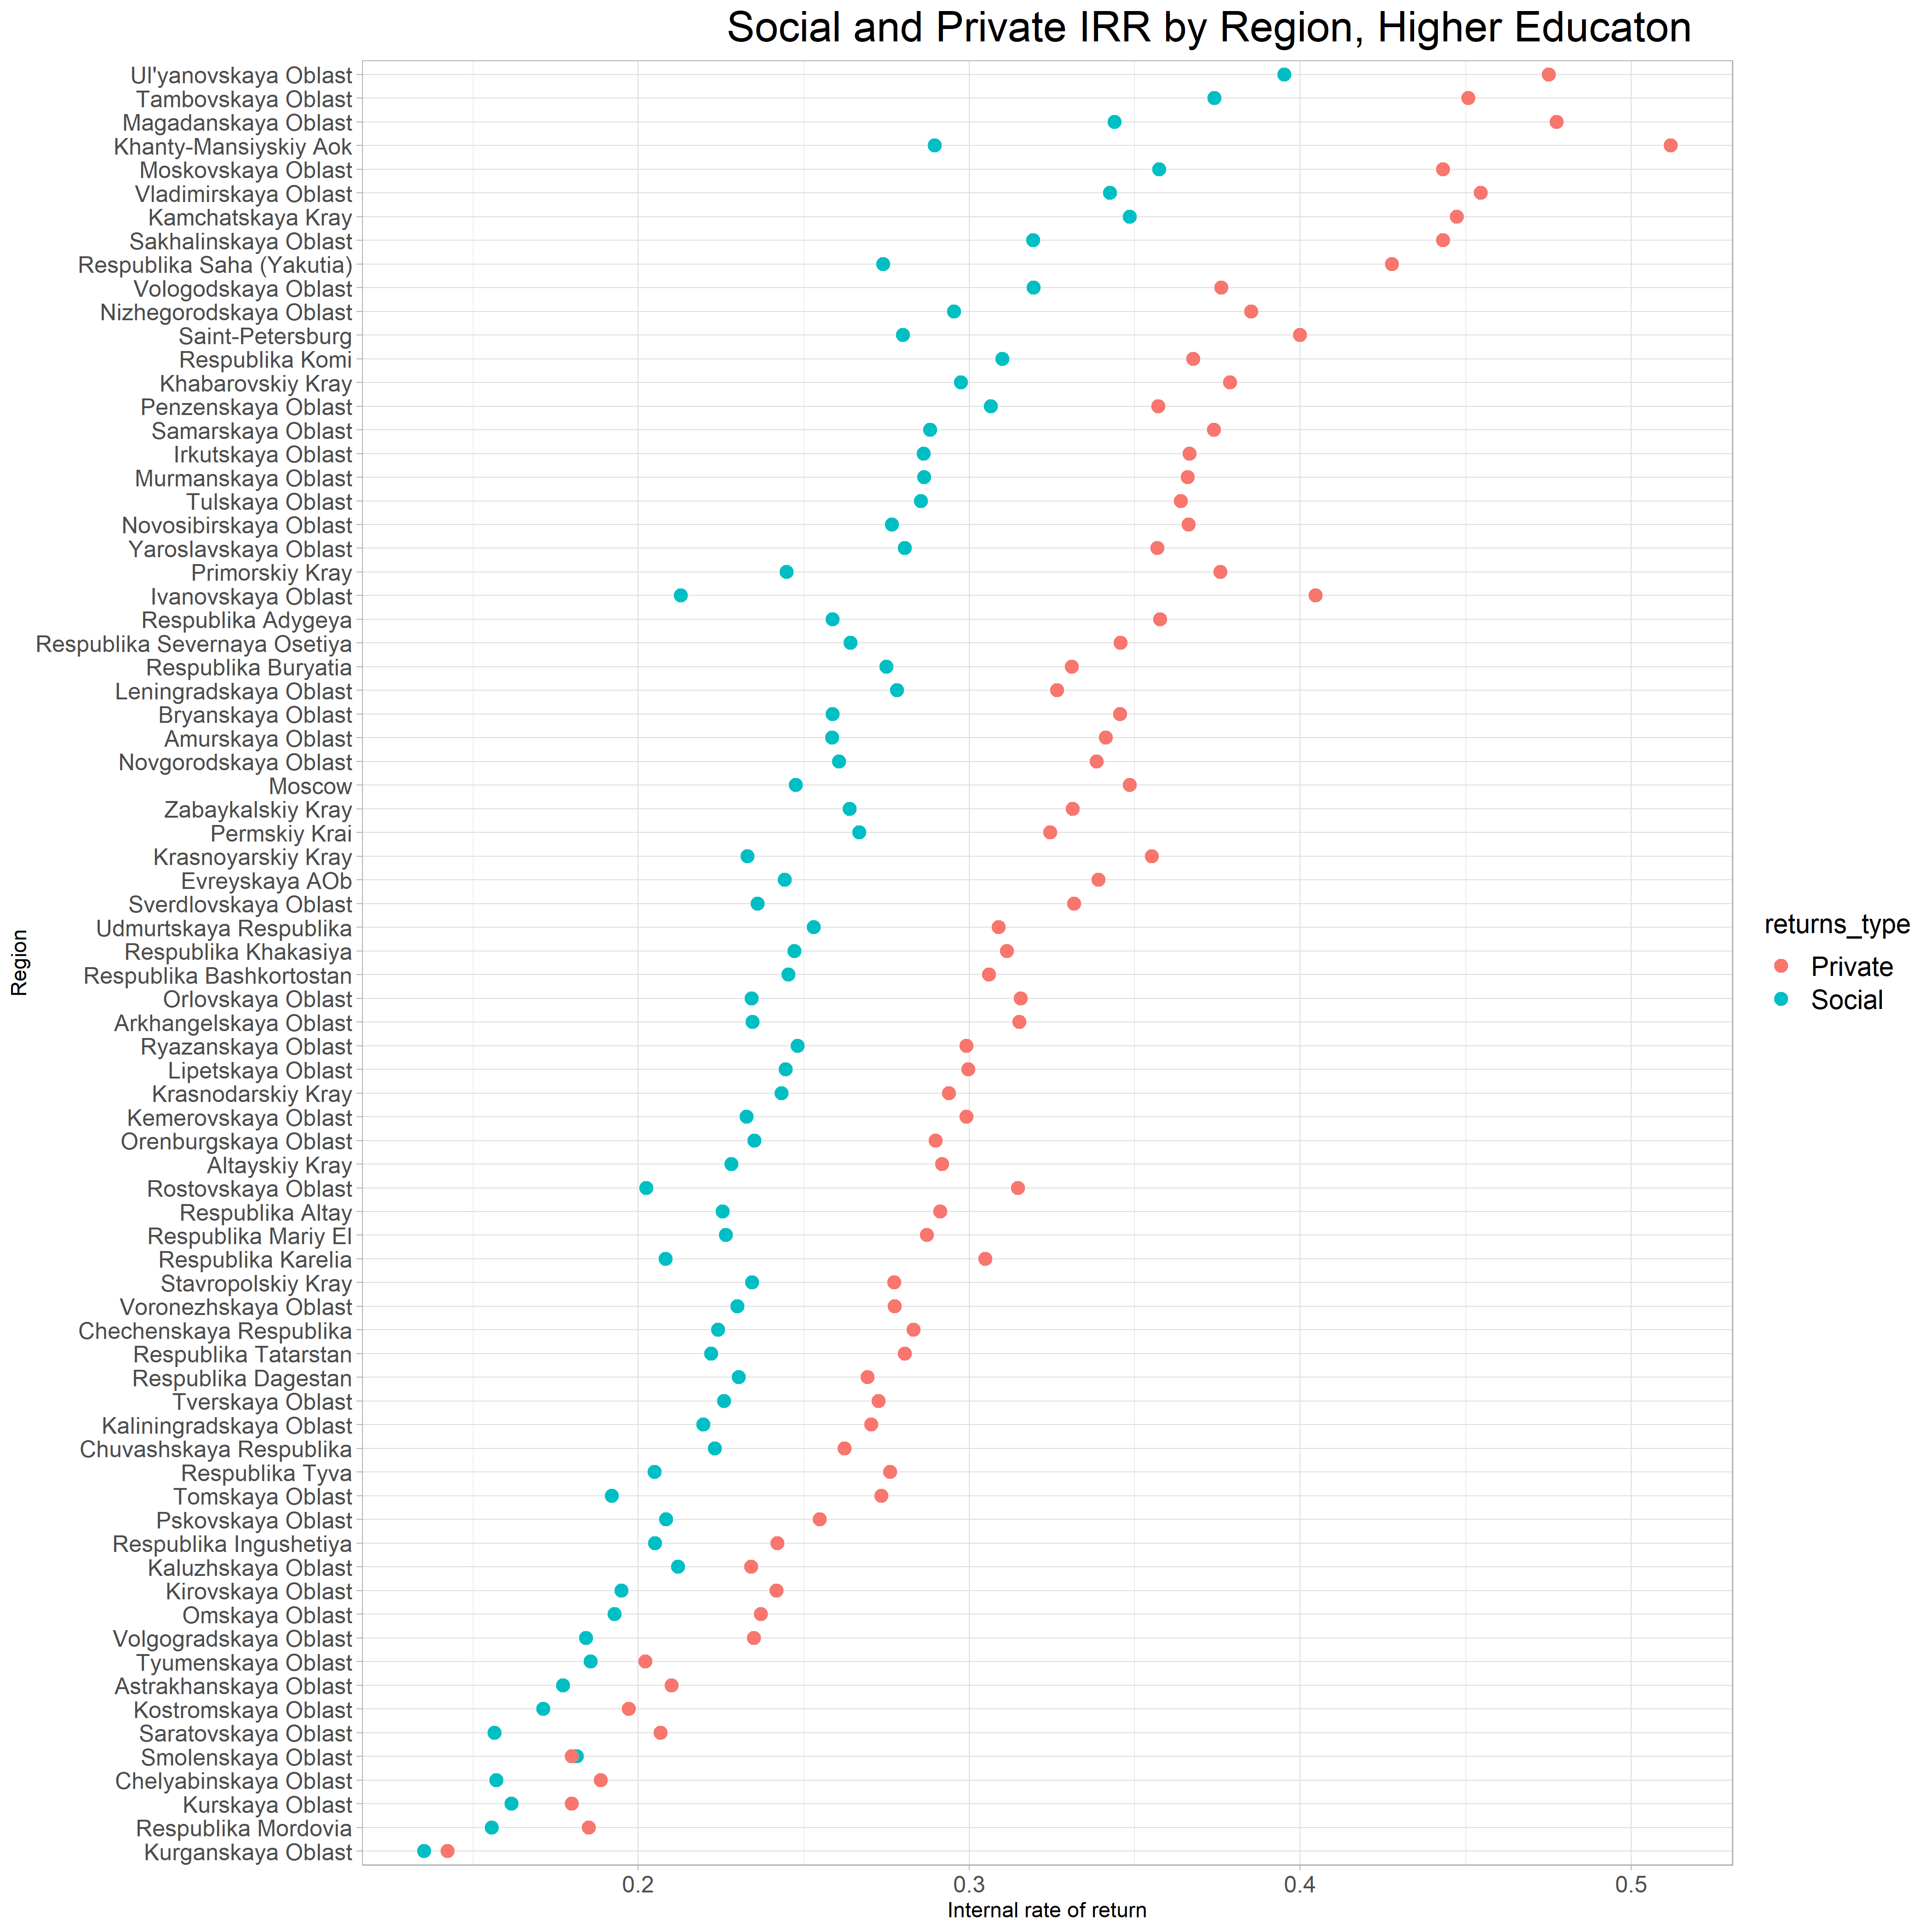 Social and Private IRR by Region, Higher Educaton
Ul'yanovskaya Oblast
Tambovskaya Oblast
Magadanskaya Oblast
Khanty-Mansiyskiy Aok
Moskovskaya Oblast
Vladimirskaya Oblast
Kamchatskaya Kray
Sakhalinskaya Oblast
Respublika Saha (Yakutia)
Vologodskaya Oblast
Nizhegorodskaya Oblast
Saint-Petersburg
Respublika Komi
Khabarovskiy Kray
Penzenskaya Oblast
Samarskaya Oblast
Irkutskaya Oblast
Murmanskaya Oblast
Tulskaya Oblast
Novosibirskaya Oblast
Yaroslavskaya Oblast
Primorskiy Kray
Ivanovskaya Oblast
Respublika Adygeya
Respublika Severnaya Osetiya
Respublika Buryatia
Leningradskaya Oblast
Bryanskaya Oblast
Amurskaya Oblast
Novgorodskaya Oblast
Moscow
Zabaykalskiy Kray
Permskiy Krai
Krasnoyarskiy Kray
Evreyskaya AOb
Sverdlovskaya Oblast
Udmurtskaya Respublika
Respublika Khakasiya
Respublika Bashkortostan
Orlovskaya Oblast
Arkhangelskaya Oblast
Ryazanskaya Oblast
Lipetskaya Oblast
Krasnodarskiy Kray
Kemerovskaya Oblast
Orenburgskaya Oblast
Altayskiy Kray
Rostovskaya Oblast
Respublika Altay
Respublika Mariy El
Respublika Karelia
Stavropolskiy Kray
Voronezhskaya Oblast
Chechenskaya Respublika
Respublika Tatarstan
Respublika Dagestan
Tverskaya Oblast
Kaliningradskaya Oblast
Chuvashskaya Respublika
Respublika Tyva
Tomskaya Oblast
Pskovskaya Oblast
Respublika Ingushetiya
Kaluzhskaya Oblast
Kirovskaya Oblast
Omskaya Oblast
Volgogradskaya Oblast
Tyumenskaya Oblast
Astrakhanskaya Oblast
Kostromskaya Oblast
Saratovskaya Oblast
Smolenskaya Oblast
Chelyabinskaya Oblast
Kurskaya Oblast
Respublika Mordovia
Kurganskaya Oblast
Region
0.2 0.3 0.4 0.5
Internal rate of return
returns_type
Private
Social